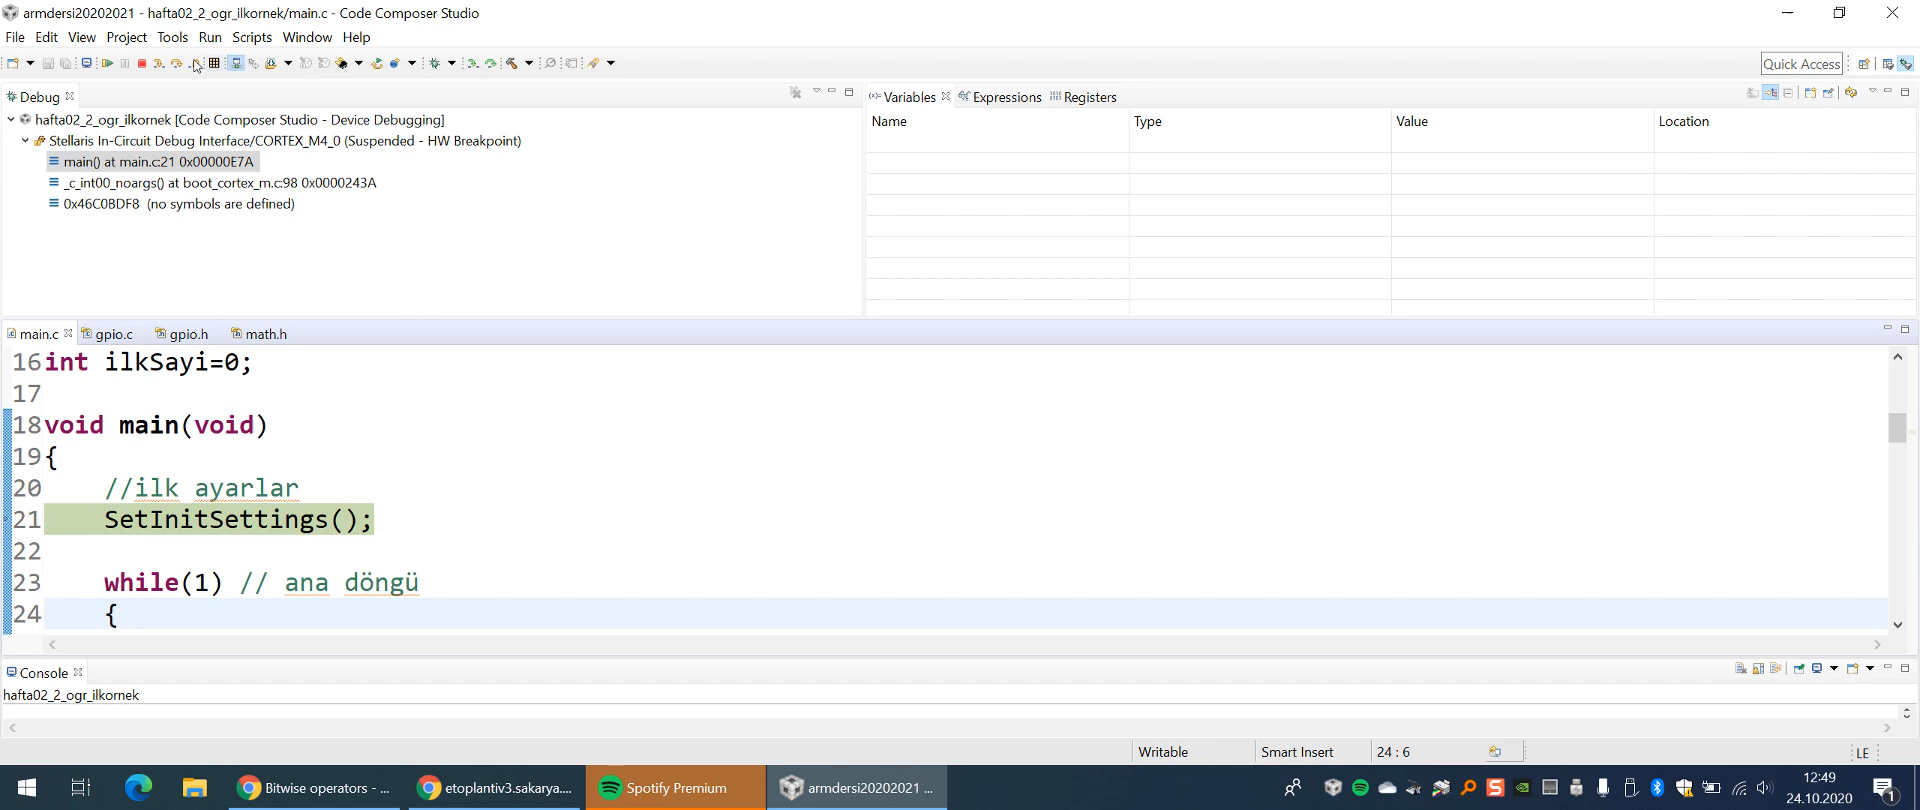 armdersi20202021 - hafta02_2_ogr_ilkornek/main.c - Code Composer Studio
File Edit View Project Tools Run Scripts Window Help
Quick Access
Debug
Variables Expressions Registers
hafta02_2_ogr_ilkornek [Code Composer Studio - Device Debugging]
Stellaris In-Circuit Debug Interface/CORTEX_M4_0 (Suspended - HW Breakpoint)
main() at main.c:21 0x00000E7A
_c_int00_noargs() at boot_cortex_m.c:98 0x0000243A
0x46C0BDF8 (no symbols are defined)
Name Type Value Location
main.c gpio.c gpio.h math.h
16 int ilkSayi=0;
17
18 void main(void)
19 {
20 //ilk ayarlar
21 SetInitSettings();
22
23 while(1) // ana döngü
24 {
Console
hafta02_2_ogr_ilkornek
Writable Smart Insert 24 : 6 LE
Bitwise operators - ... etoplantiv3.sakarya.... Spotify Premium armdersi20202021 ...
12:49
24.10.2020
1